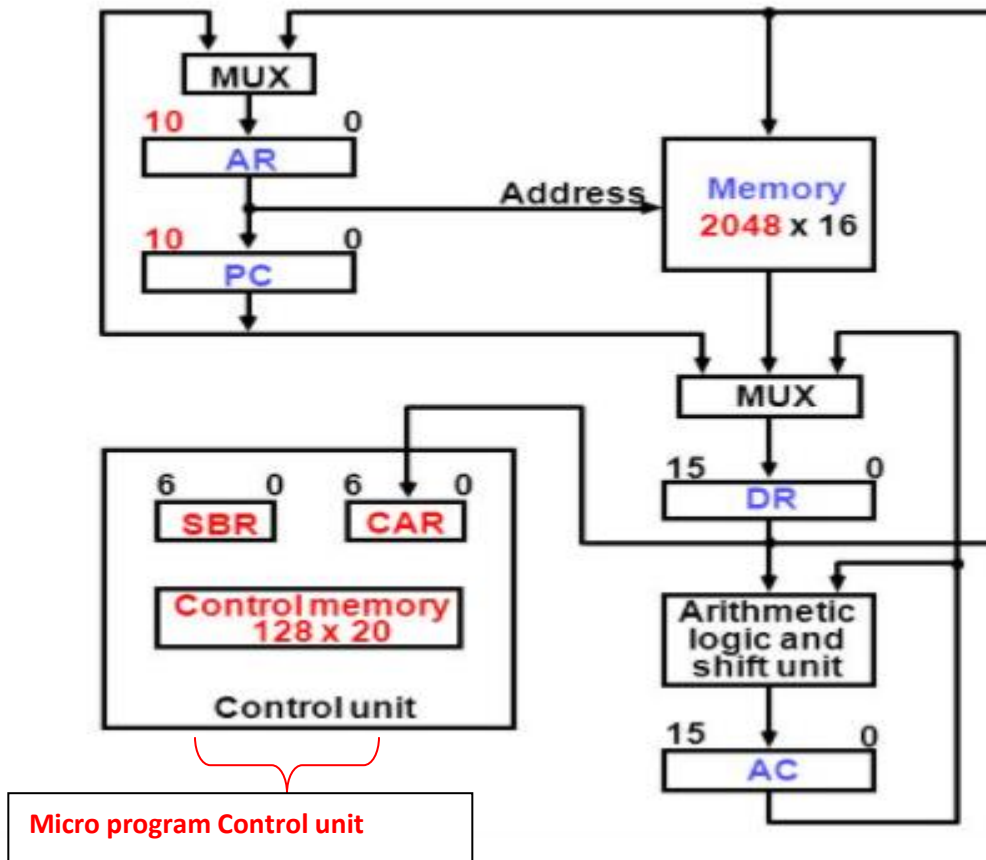 MUX
10 0
AR
Address
Memory
2048 x 16
10 0
PC
MUX
15 0
DR
6 0 6 0
SBR CAR
Control memory
128 x 20
Control unit
Arithmetic
logic and
shift unit
15 0
AC
Micro program Control unit